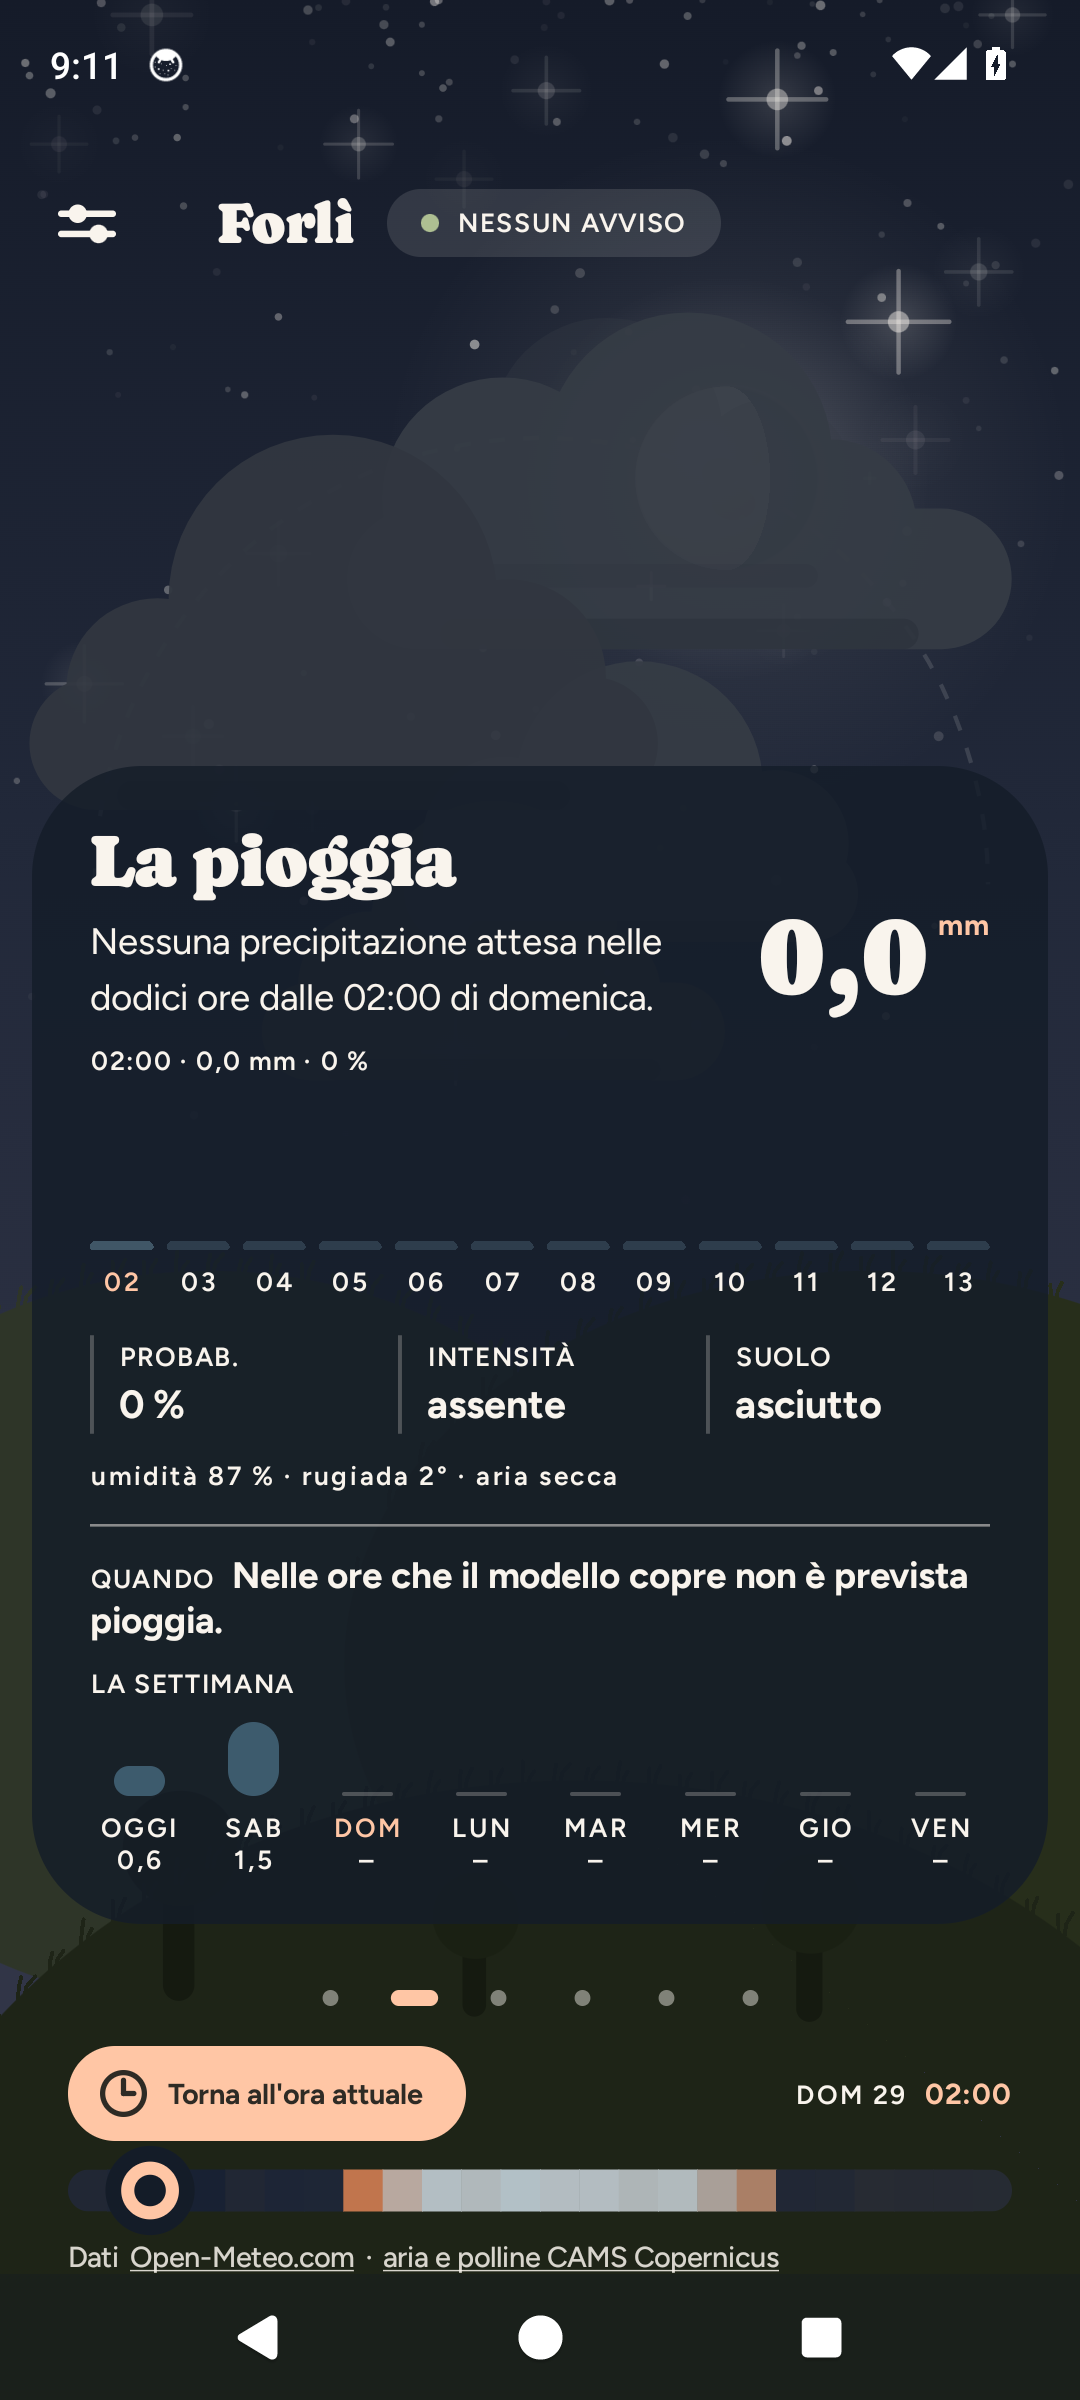 9:11
Forlì
NESSUN AVVISO
La pioggia
Nessuna precipitazione attesa nelle
dodici ore dalle 02:00 di domenica.
0,0 mm
02:00 · 0,0 mm · 0 %
02 03 04 05 06 07 08 09 10 11 12 13
PROBAB. INTENSITÀ SUOLO
0 % assente asciutto
umidità 87 % · rugiada 2° · aria secca
QUANDO Nelle ore che il modello copre non è prevista
pioggia.
LA SETTIMANA
OGGI SAB DOM LUN MAR MER GIO VEN
0,6 1,5 – – – – – –
Torna all'ora attuale
DOM 29 02:00
Dati Open-Meteo.com · aria e polline CAMS Copernicus